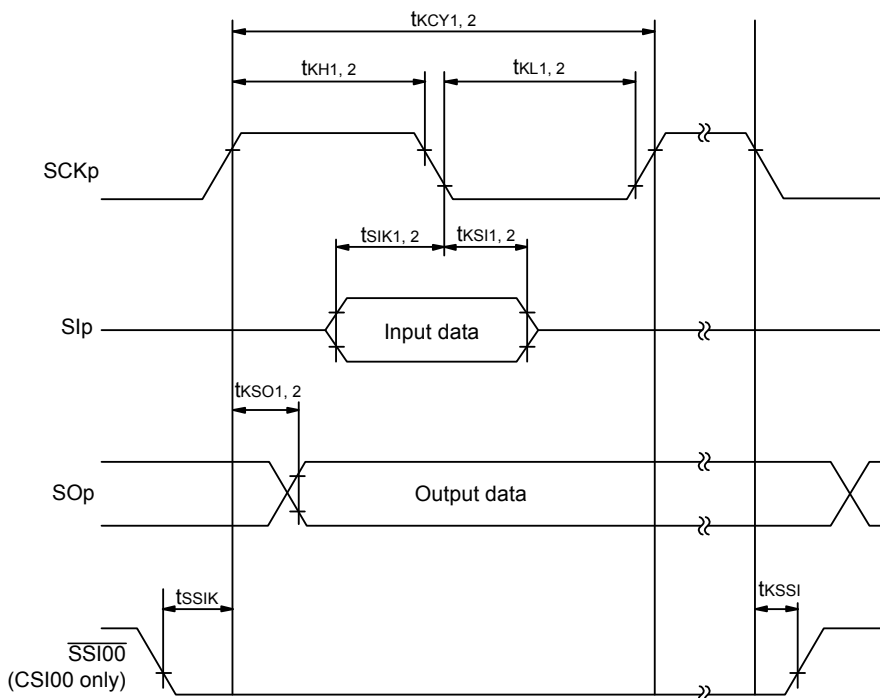 tKCY1, 2
tKH1, 2
tKL1, 2
SCKp
tSIK1, 2
tKSI1, 2
SIp
Input data
tKSO1, 2
SOp
Output data
tSSIK
tKSSI
SSI00
(CSI00 only)